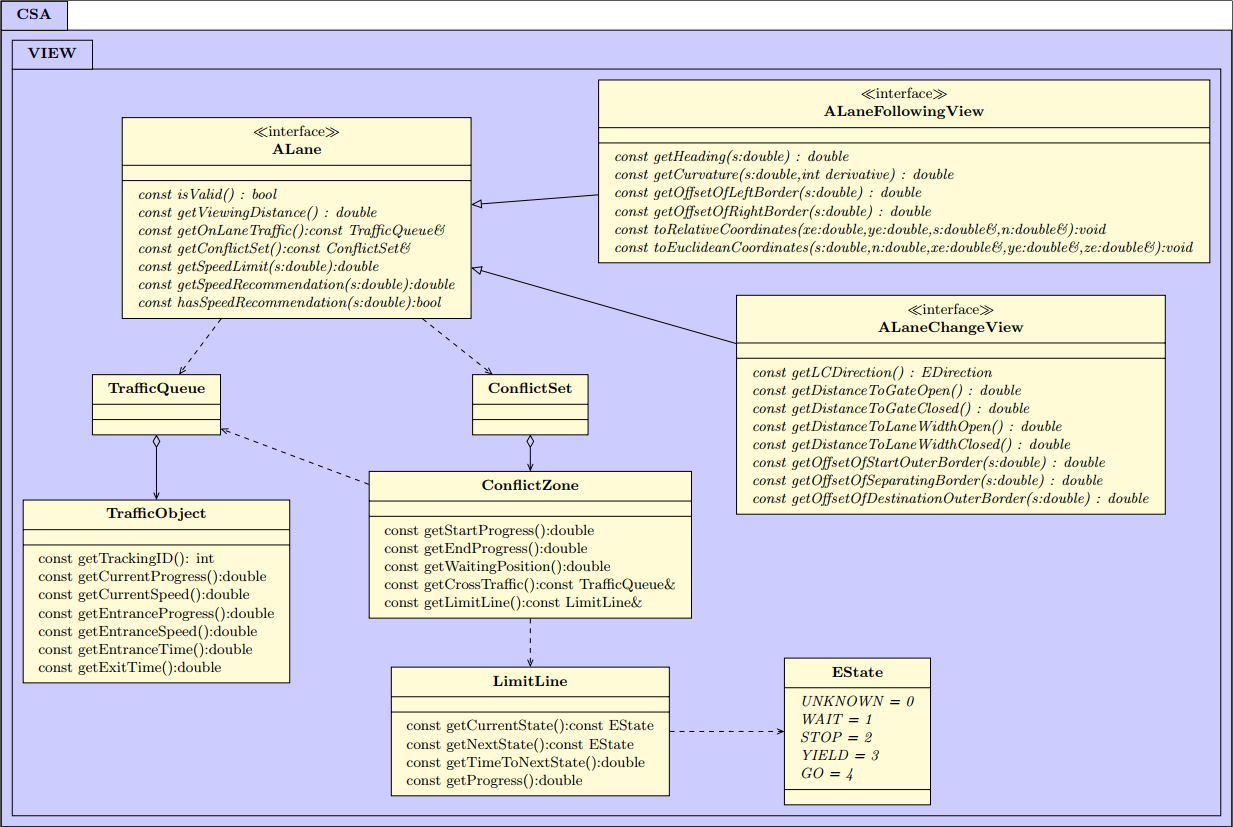 CSA
VIEW
≪interface≫
ALaneFollowingView
const getHeading(s:double) : double
const getCurvature(s:double,int derivative) : double
const getOffsetOfLeftBorder(s:double) : double
const getOffsetOfRightBorder(s:double) : double
const toRelativeCoordinates(xe:double,ye:double,s:double&,n:double&):void
const toEuclideanCoordinates(s:double,n:double,xe:double&,ye:double&,ze:double&):void
≪interface≫
ALane
const isValid() : bool
const getViewingDistance() : double
const getOnLaneTraffic():const TrafficQueue&
const getConflictSet():const ConflictSet&
const getSpeedLimit(s:double):double
const getSpeedRecommendation(s:double):double
const hasSpeedRecommendation(s:double):bool
≪interface≫
ALaneChangeView
const getLCDirection() : EDirection
const getDistanceToGateOpen() : double
const getDistanceToGateClosed() : double
const getDistanceToLaneWidthOpen() : double
const getDistanceToLaneWidthClosed() : double
const getOffsetOfStartOuterBorder(s:double) : double
const getOffsetOfSeparatingBorder(s:double) : double
const getOffsetOfDestinationOuterBorder(s:double) : double
TrafficQueue
ConflictSet
ConflictZone
const getStartProgress():double
const getEndProgress():double
const getWaitingPosition():double
const getCrossTraffic():const TrafficQueue&
const getLimitLine():const LimitLine&
TrafficObject
const getTrackingID(): int
const getCurrentProgress():double
const getCurrentSpeed():double
const getEntranceProgress():double
const getEntranceSpeed():double
const getEntranceTime():double
const getExitTime():double
LimitLine
const getCurrentState():const EState
const getNextState():const EState
const getTimeToNextState():double
const getProgress():double
EState
UNKNOWN = 0
WAIT = 1
STOP = 2
YIELD = 3
GO = 4